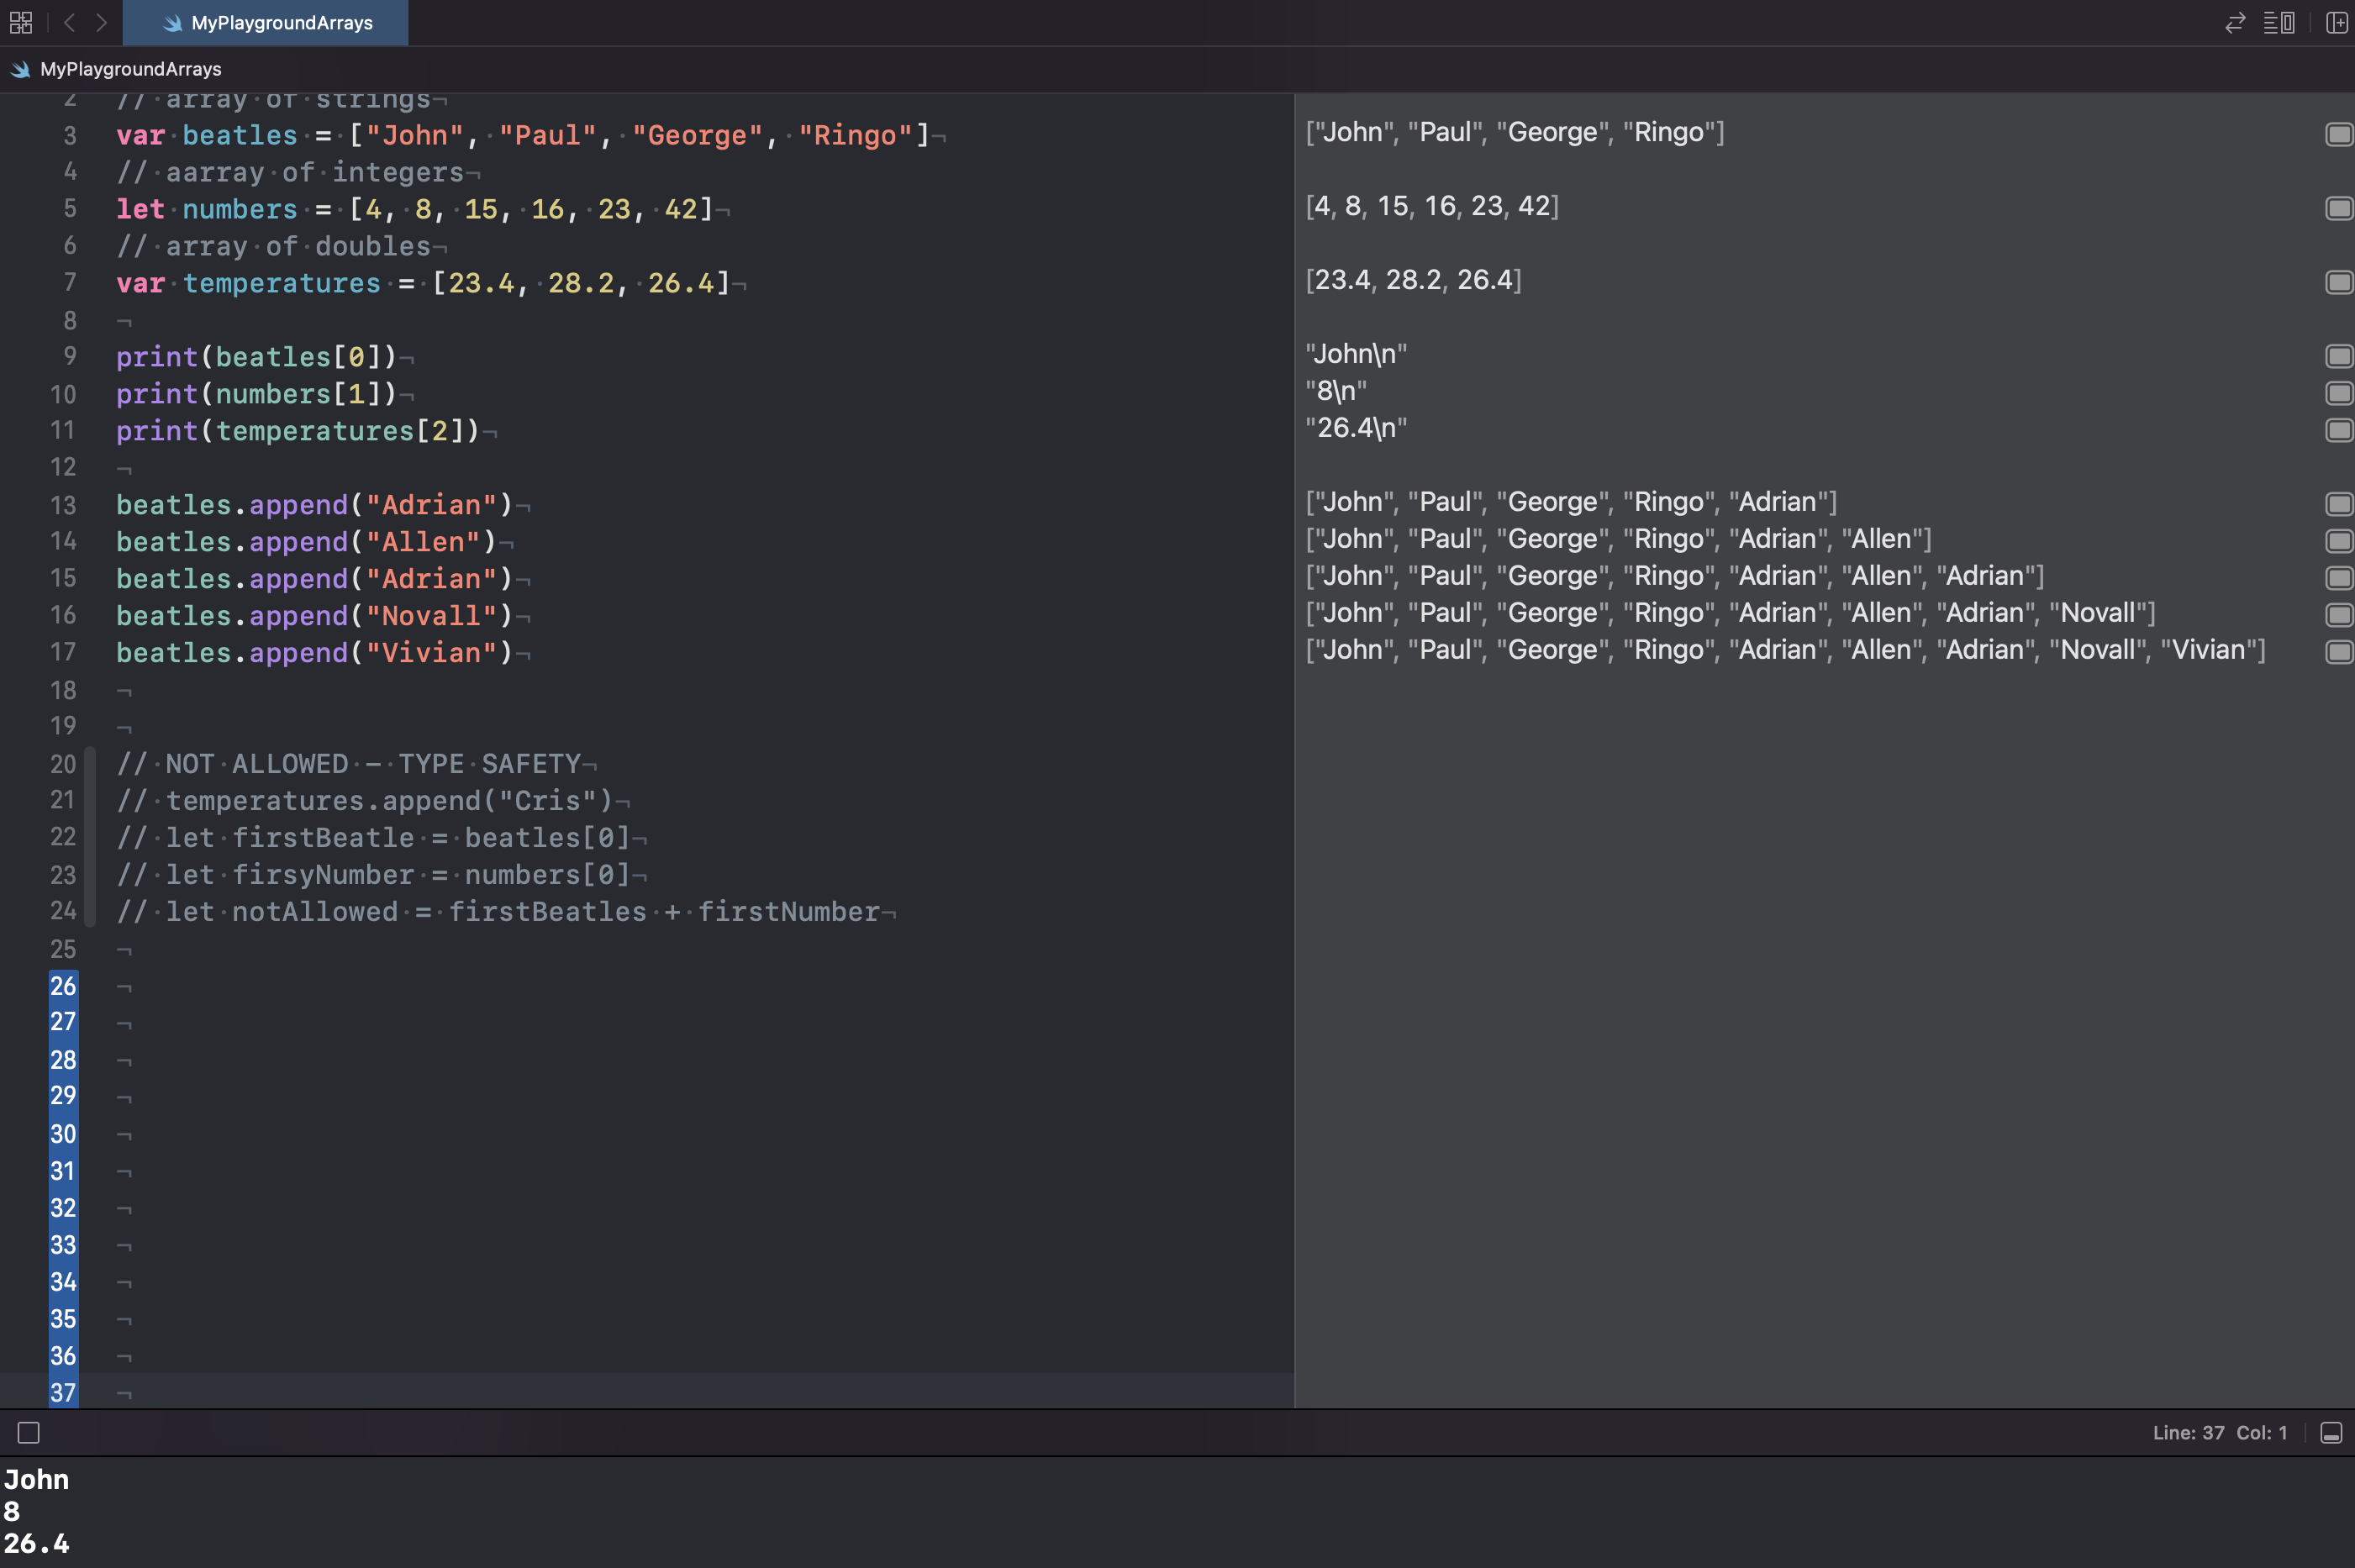 MyPlaygroundArrays
MyPlaygroundArrays
2 // array of strings
3 var beatles = ["John", "Paul", "George", "Ringo"]
["John", "Paul", "George", "Ringo"]
4 // aarray of integers
5 let numbers = [4, 8, 15, 16, 23, 42]
[4, 8, 15, 16, 23, 42]
6 // array of doubles
7 var temperatures = [23.4, 28.2, 26.4]
[23.4, 28.2, 26.4]
8
9 print(beatles[0])
"John\n"
10 print(numbers[1])
"8\n"
11 print(temperatures[2])
"26.4\n"
12
13 beatles.append("Adrian")
["John", "Paul", "George", "Ringo", "Adrian"]
14 beatles.append("Allen")
["John", "Paul", "George", "Ringo", "Adrian", "Allen"]
15 beatles.append("Adrian")
["John", "Paul", "George", "Ringo", "Adrian", "Allen", "Adrian"]
16 beatles.append("Novall")
["John", "Paul", "George", "Ringo", "Adrian", "Allen", "Adrian", "Novall"]
17 beatles.append("Vivian")
["John", "Paul", "George", "Ringo", "Adrian", "Allen", "Adrian", "Novall", "Vivian"]
18
19
20 // NOT ALLOWED - TYPE SAFETY
21 // temperatures.append("Cris")
22 // let firstBeatle = beatles[0]
23 // let firsyNumber = numbers[0]
24 // let notAllowed = firstBeatles + firstNumber
25
26
27
28
29
30
31
32
33
34
35
36
37
Line: 37 Col: 1
John
8
26.4